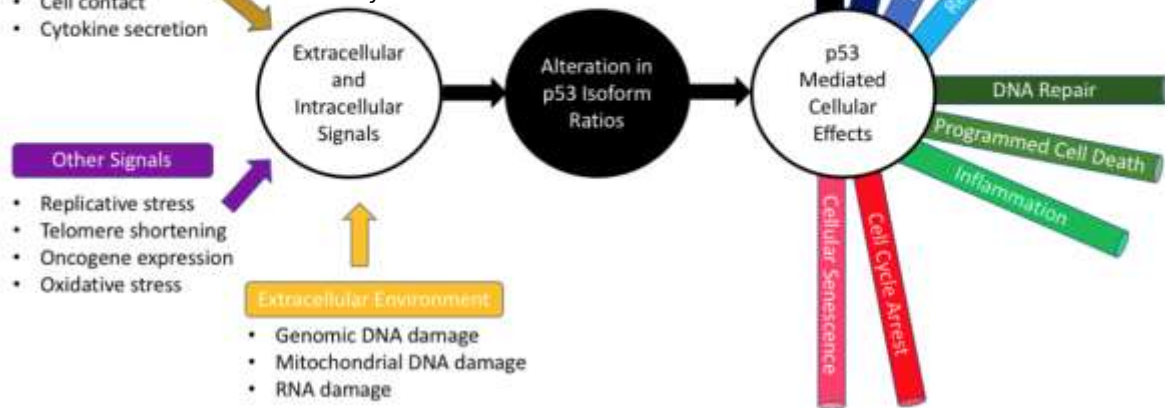 • Cell contact
• Cytokine secretion
Extracellular
and
Intracellular
Signals
Alteration in
p53 Isoform
Ratios
p53
Mediated
Cellular
Effects
DNA Repair
Programmed Cell Death
Inflammation
Cell Cycle Arrest
Cellular Senescence
Other Signals
• Replicative stress
• Telomere shortening
• Oncogene expression
• Oxidative stress
Extracellular Environment
• Genomic DNA damage
• Mitochondrial DNA damage
• RNA damage